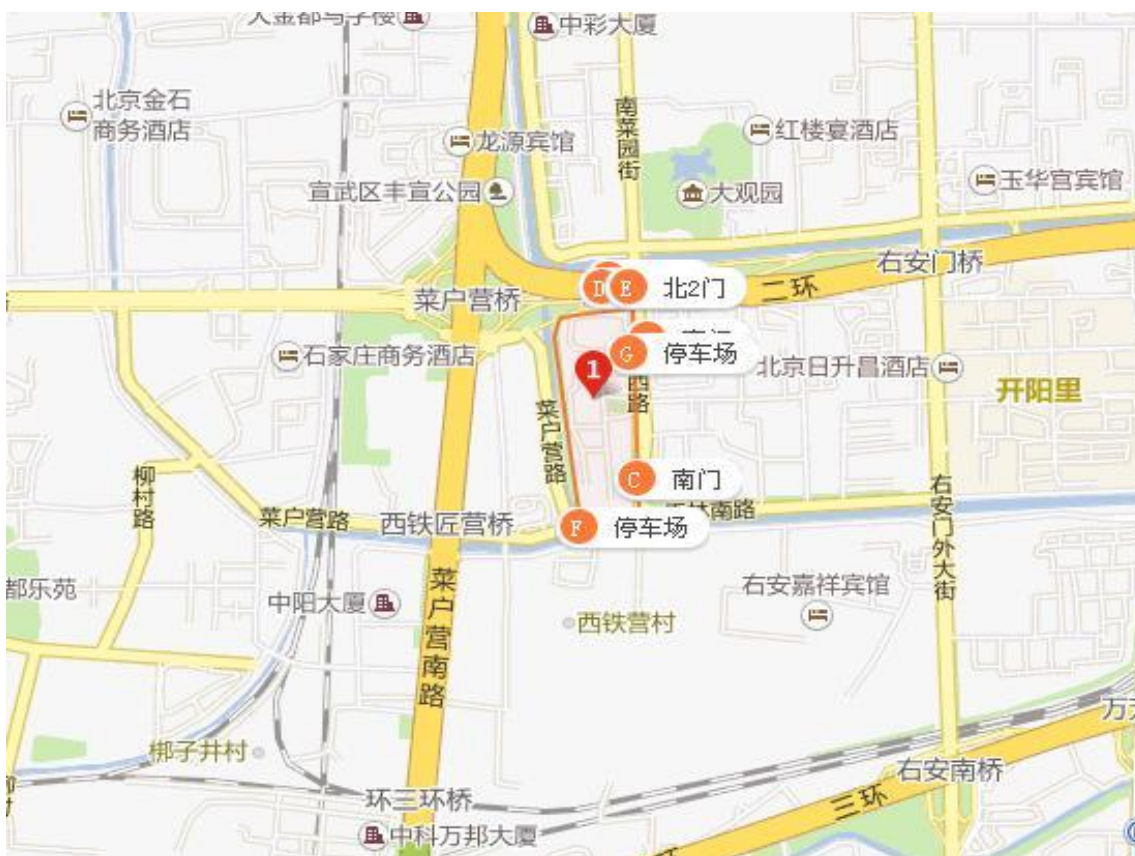 中彩大厦
北京金石
商务酒店
龙源宾馆
南菜园街
红楼宴酒店
宣武区丰宣公园
大观园
玉华宫宾馆
右安门桥
菜户营桥
D
E
北2门
二环
石家庄商务酒店
G
停车场
1
西路
北京日升昌酒店
开阳里
菜户营路
柳村路
C
南门
右安门外大街
菜户营路
西铁匠营桥
F
停车场
南路
都乐苑
中阳大厦
菜户营南路
右安嘉祥宾馆
西铁营村
梆子井村
右安南桥
环三环桥
三环
中科万邦大厦